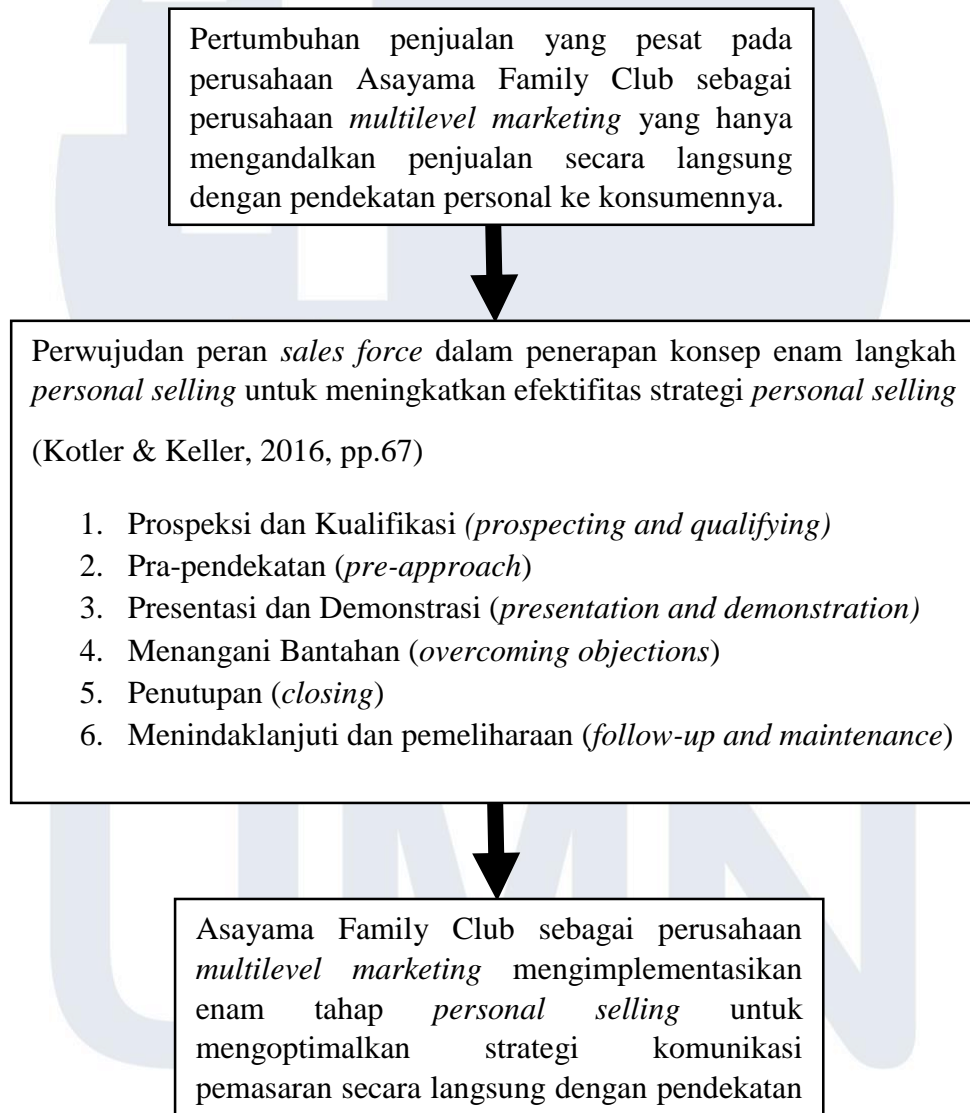 Pertumbuhan penjualan yang pesat pada
perusahaan Asayama Family Club sebagai
perusahaan multilevel marketing yang hanya
mengandalkan penjualan secara langsung
dengan pendekatan personal ke konsumennya.
Perwujudan peran sales force dalam penerapan konsep enam langkah
personal selling untuk meningkatkan efektifitas strategi personal selling
(Kotler & Keller, 2016, pp.67)
1. Prospeksi dan Kualifikasi (prospecting and qualifying)
2. Pra-pendekatan (pre-approach)
3. Presentasi dan Demonstrasi (presentation and demonstration)
4. Menangani Bantahan (overcoming objections)
5. Penutupan (closing)
6. Menindaklanjuti dan pemeliharaan (follow-up and maintenance)
Asayama Family Club sebagai perusahaan
multilevel marketing mengimplementasikan
enam tahap personal selling untuk
mengoptimalkan strategi komunikasi
pemasaran secara langsung dengan pendekatan
UMN